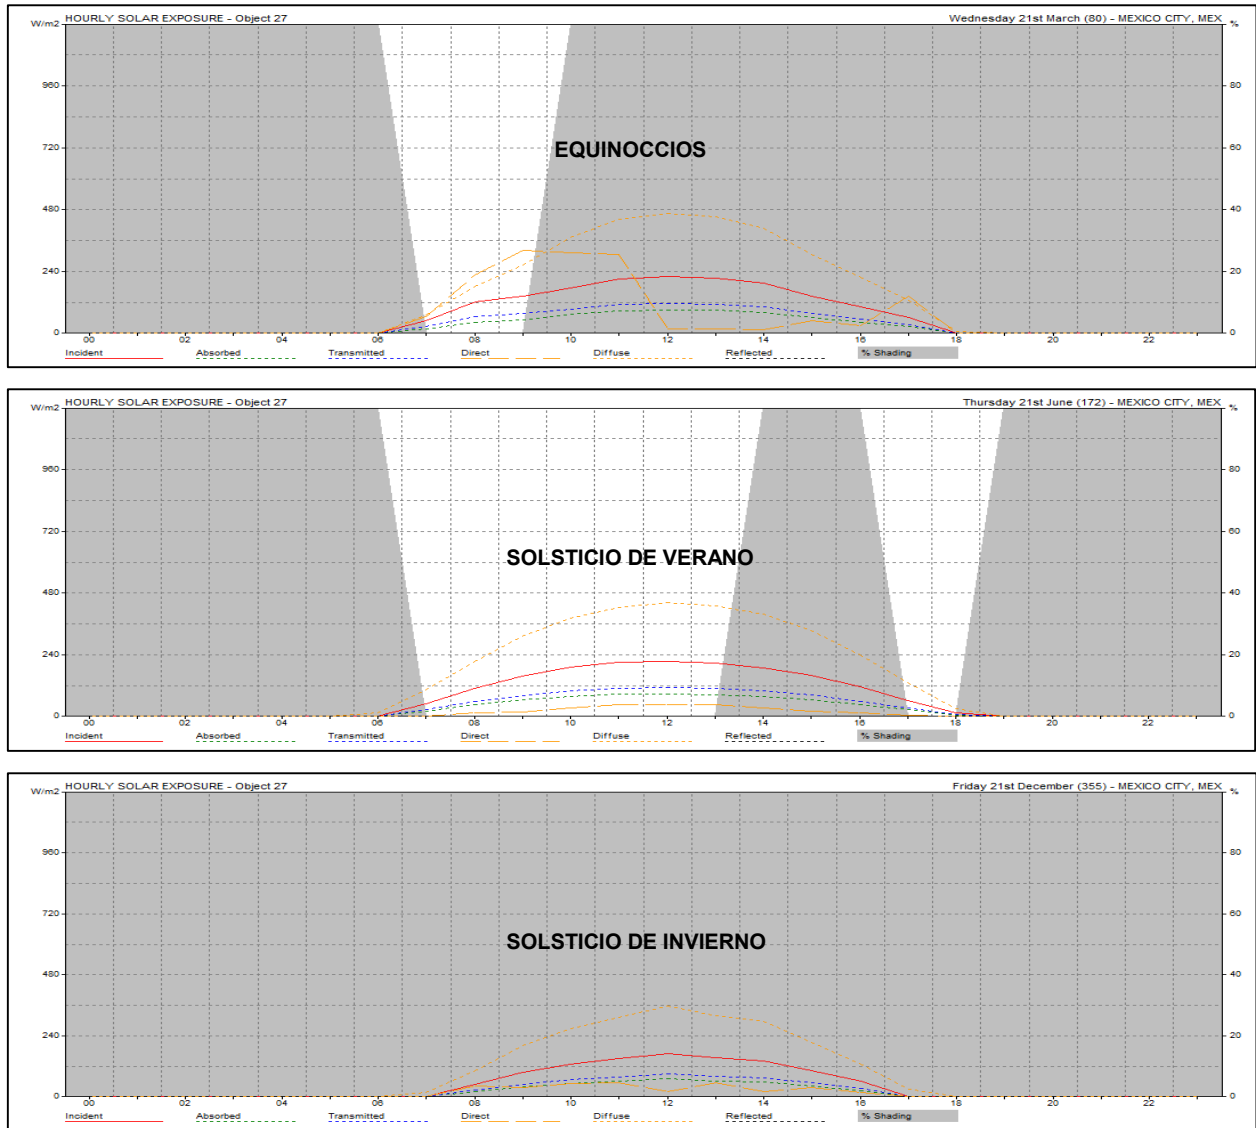 HOURLY SOLAR EXPOSURE - Object 27 Wednesday 21st March (80) - MEXICO CITY, MEX
W/m2 %
960 80
720 60
EQUINOCCIOS
480 40
240 20
0 0
00 02 04 06 08 10 12 14 16 18 20 22
Incident Absorbed Transmitted Direct Diffuse Reflected % Shading
HOURLY SOLAR EXPOSURE - Object 27 Thursday 21st June (172) - MEXICO CITY, MEX
W/m2 %
960 80
720 60
SOLSTICIO DE VERANO
480 40
240 20
0 0
00 02 04 06 08 10 12 14 16 18 20 22
Incident Absorbed Transmitted Direct Diffuse Reflected % Shading
HOURLY SOLAR EXPOSURE - Object 27 Friday 21st December (355) - MEXICO CITY, MEX
W/m2 %
960 80
720 60
SOLSTICIO DE INVIERNO
480 40
240 20
0 0
00 02 04 06 08 10 12 14 16 18 20 22
Incident Absorbed Transmitted Direct Diffuse Reflected % Shading